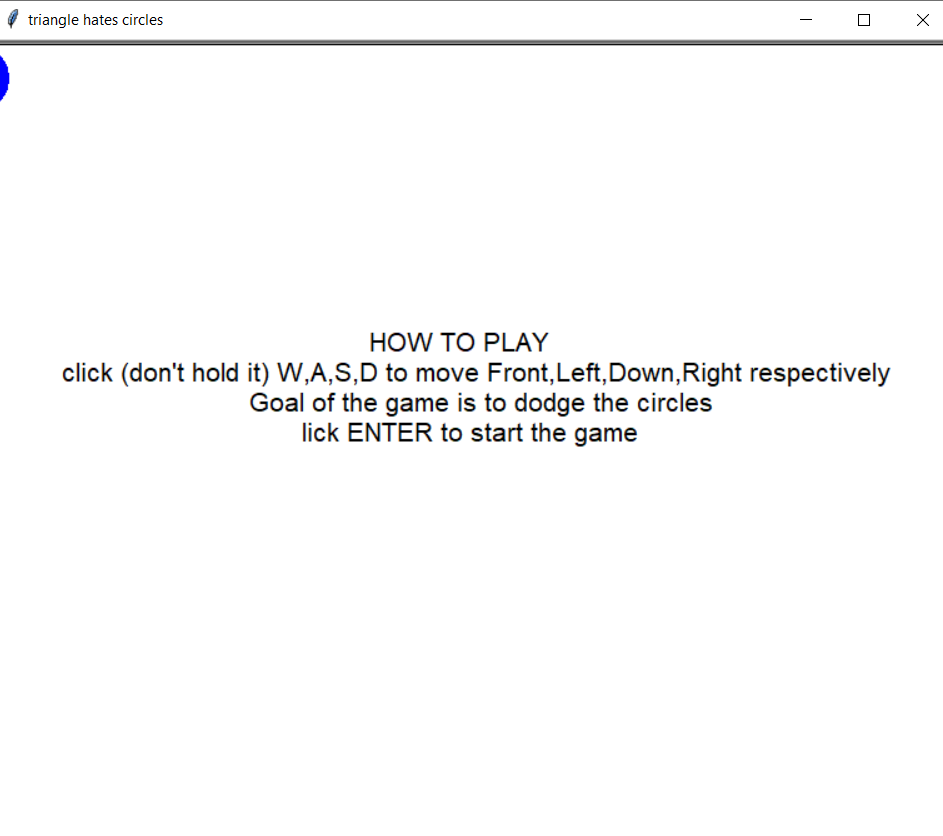 triangle hates circles
HOW TO PLAY
click (don't hold it) W,A,S,D to move Front,Left,Down,Right respectively
Goal of the game is to dodge the circles
lick ENTER to start the game